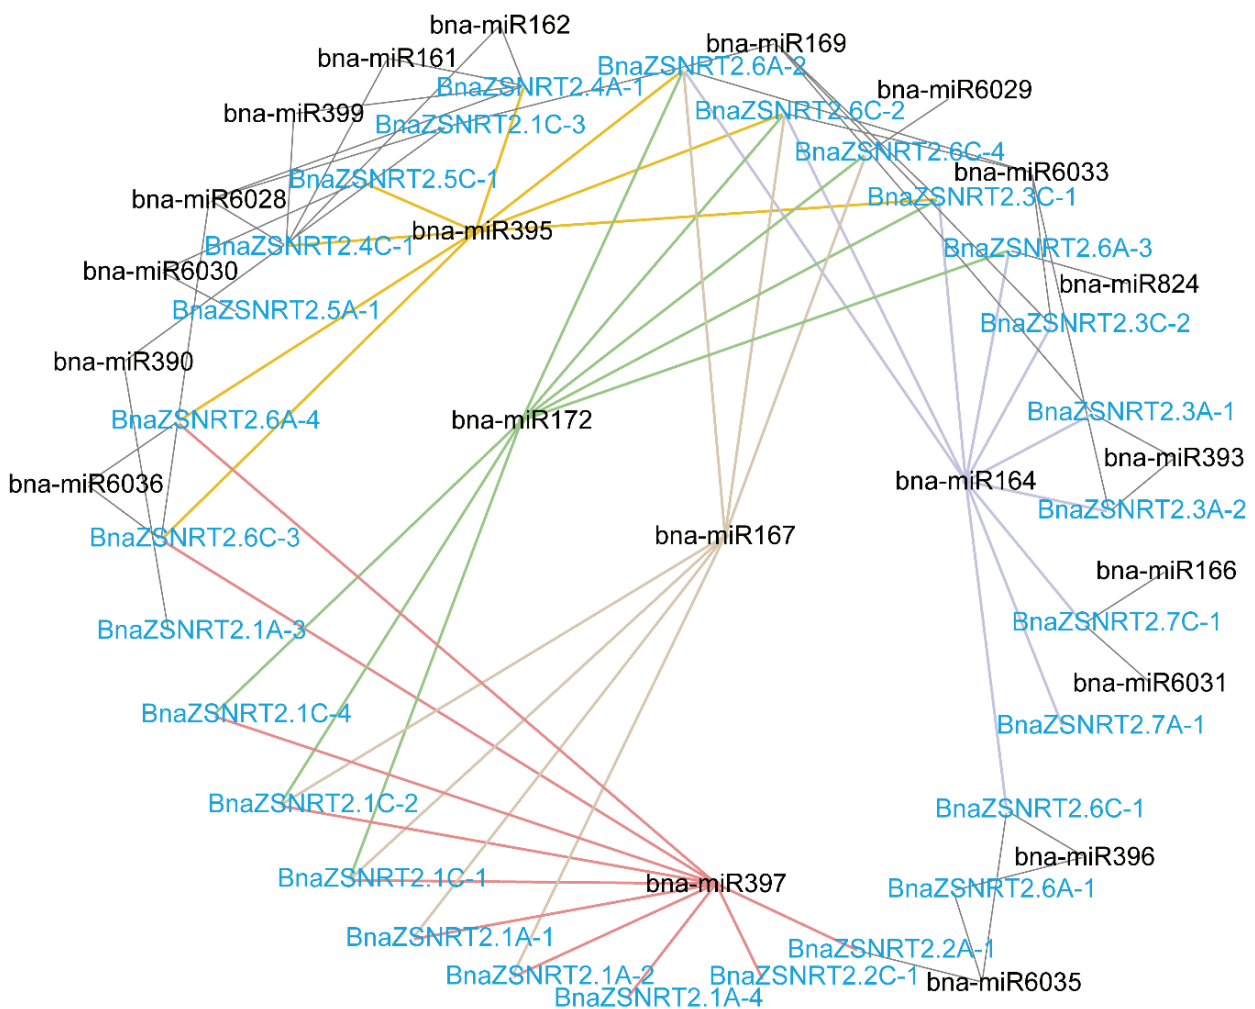 bna-miR162
bna-miR169
bna-miR161
BnaZSNRT2.6A-2
BnaZSNRT2.4A-1
bna-miR6029
bna-miR399
BnaZSNRT2.6C-2
BnaZSNRT2.1C-3
BnaZSNRT2.6C-4
bna-miR6033
BnaZSNRT2.5C-1
bna-miR6028
BnaZSNRT2.3C-1
bna-miR395
BnaZSNRT2.4C-1
BnaZSNRT2.6A-3
bna-miR6030
bna-miR824
BnaZSNRT2.5A-1
BnaZSNRT2.3C-2
bna-miR390
BnaZSNRT2.3A-1
BnaZSNRT2.6A-4
bna-miR172
bna-miR393
bna-miR164
bna-miR6036
BnaZSNRT2.3A-2
bna-miR167
BnaZSNRT2.6C-3
bna-miR166
BnaZSNRT2.7C-1
BnaZSNRT2.1A-3
bna-miR6031
BnaZSNRT2.1C-4
BnaZSNRT2.7A-1
BnaZSNRT2.1C-2
BnaZSNRT2.6C-1
bna-miR396
BnaZSNRT2.1C-1
bna-miR397
BnaZSNRT2.6A-1
BnaZSNRT2.1A-1
BnaZSNRT2.2A-1
BnaZSNRT2.1A-2
BnaZSNRT2.2C-1
bna-miR6035
BnaZSNRT2.1A-4